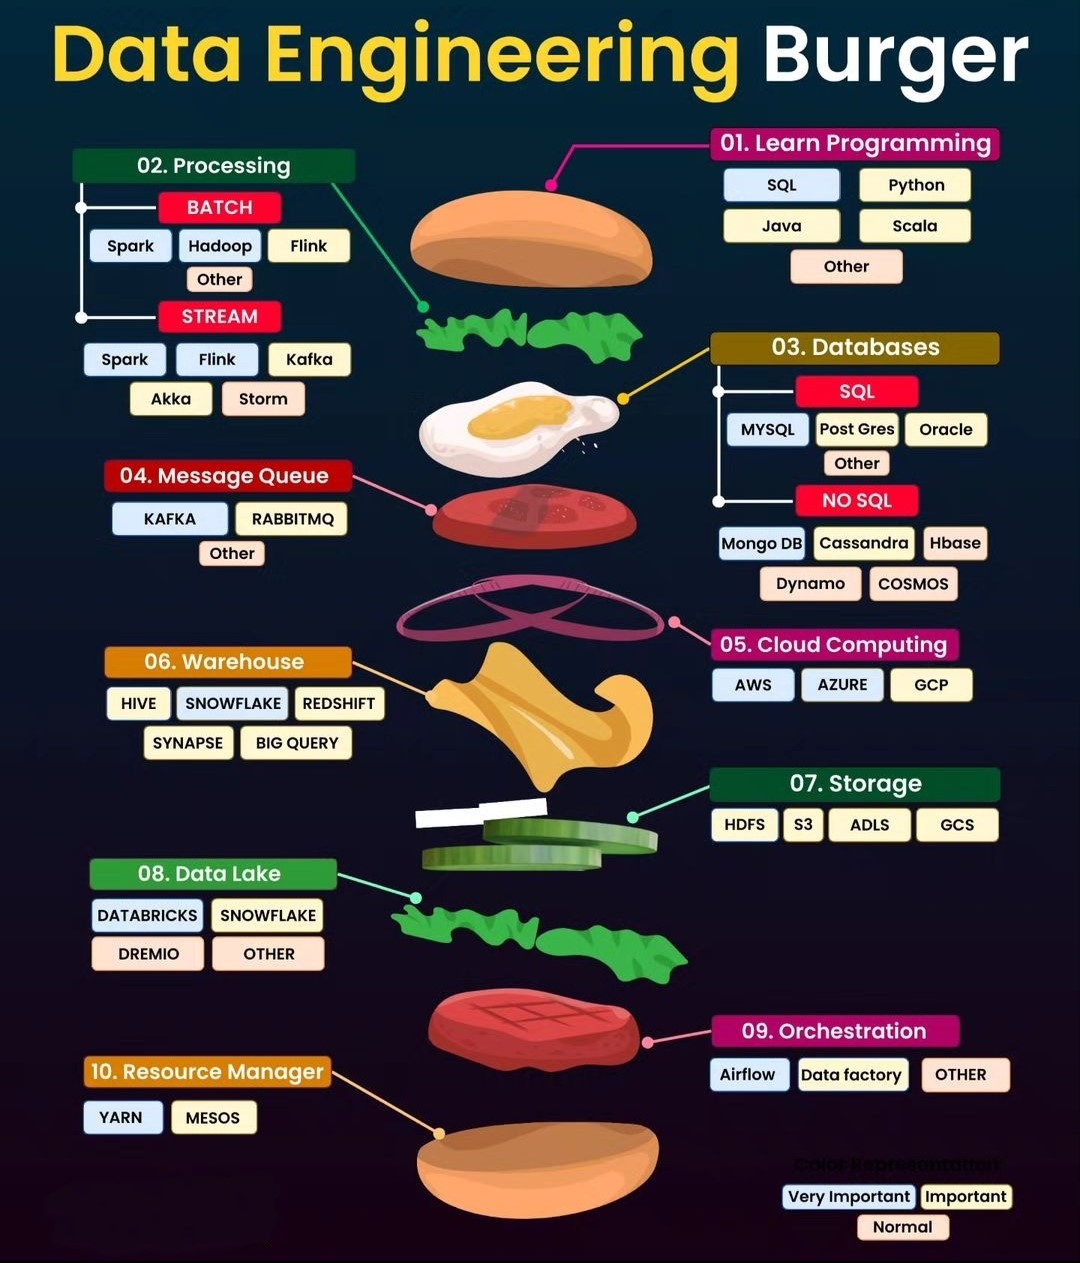 Data Engineering Burger
01. Learn Programming
SQL Python
Java Scala
Other
02. Processing
BATCH
Spark Hadoop Flink
Other
STREAM
Spark Flink Kafka
Akka Storm
03. Databases
SQL
MYSQL Post Gres Oracle
Other
NO SQL
Mongo DB Cassandra Hbase
Dynamo COSMOS
04. Message Queue
KAFKA RABBITMQ
Other
05. Cloud Computing
AWS AZURE GCP
06. Warehouse
HIVE SNOWFLAKE REDSHIFT
SYNAPSE BIG QUERY
07. Storage
HDFS S3 ADLS GCS
08. Data Lake
DATABRICKS SNOWFLAKE
DREMIO OTHER
09. Orchestration
Airflow Data factory OTHER
10. Resource Manager
YARN MESOS
Color Representation
Very Important Important
Normal